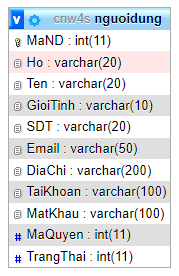 v cnw4s nguoidung
MaND : int(11)
Ho : varchar(20)
Ten : varchar(20)
GioiTinh : varchar(10)
SDT : varchar(20)
Email : varchar(50)
DiaChi : varchar(200)
TaiKhoan : varchar(100)
MatKhau : varchar(100)
# MaQuyen : int(11)
# TrangThai : int(11)